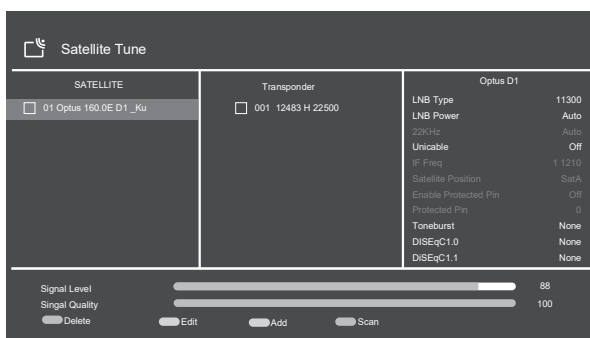 Satellite Tune
SATELLITE
01 Optus 160.0E D1 _Ku
Transponder
001 12483 H 22500
Optus D1
LNB Type 11300
LNB Power Auto
22KHz Auto
Unicable Off
IF Freq 1 1210
Satellite Position SatA
Enable Protected Pin Off
Protected Pin 0
Toneburst None
DISEqC1.0 None
DiSEqC1.1 None
Signal Level 88
Singal Quality 100
Delete Edit Add Scan